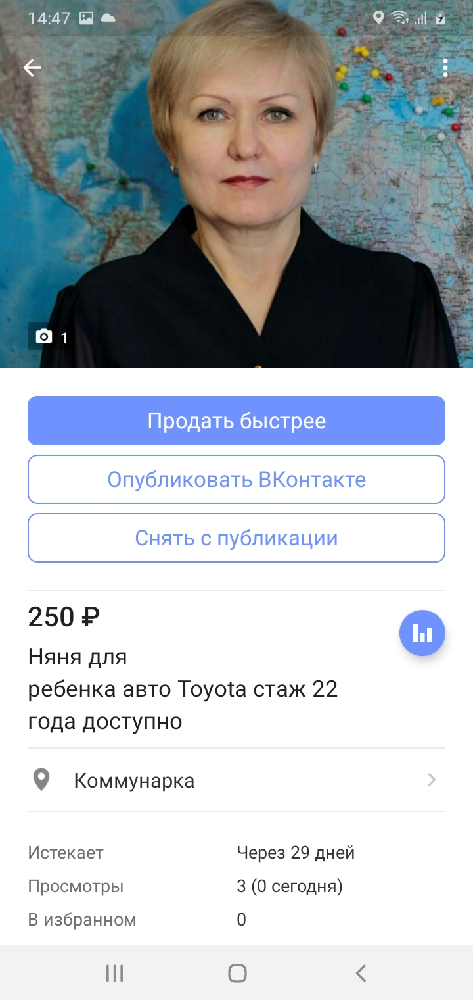 14:47
1
Продать быстрее
Опубликовать ВКонтакте
Снять с публикации
250 ₽
Няня для
ребенка авто Toyota стаж 22
года доступно
Коммунарка
Истекает Через 29 дней
Просмотры 3 (0 сегодня)
В избранном 0